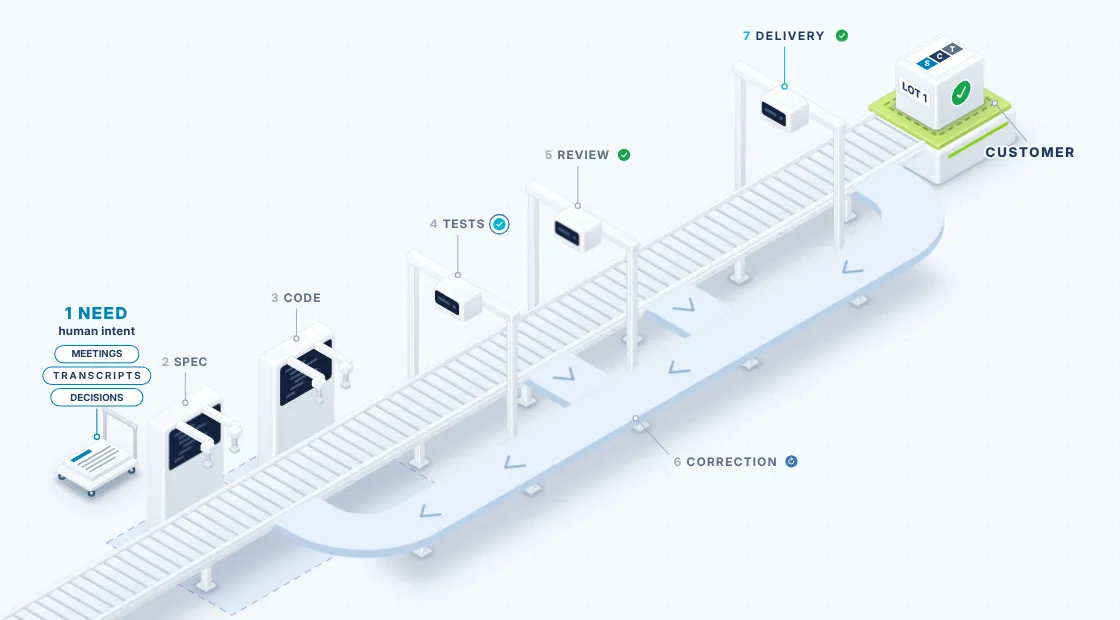 7 DELIVERY
S C T
LOT 1
CUSTOMER
5 REVIEW
4 TESTS
3 CODE
1 NEED
human intent
MEETINGS
TRANSCRIPTS
DECISIONS
2 SPEC
6 CORRECTION